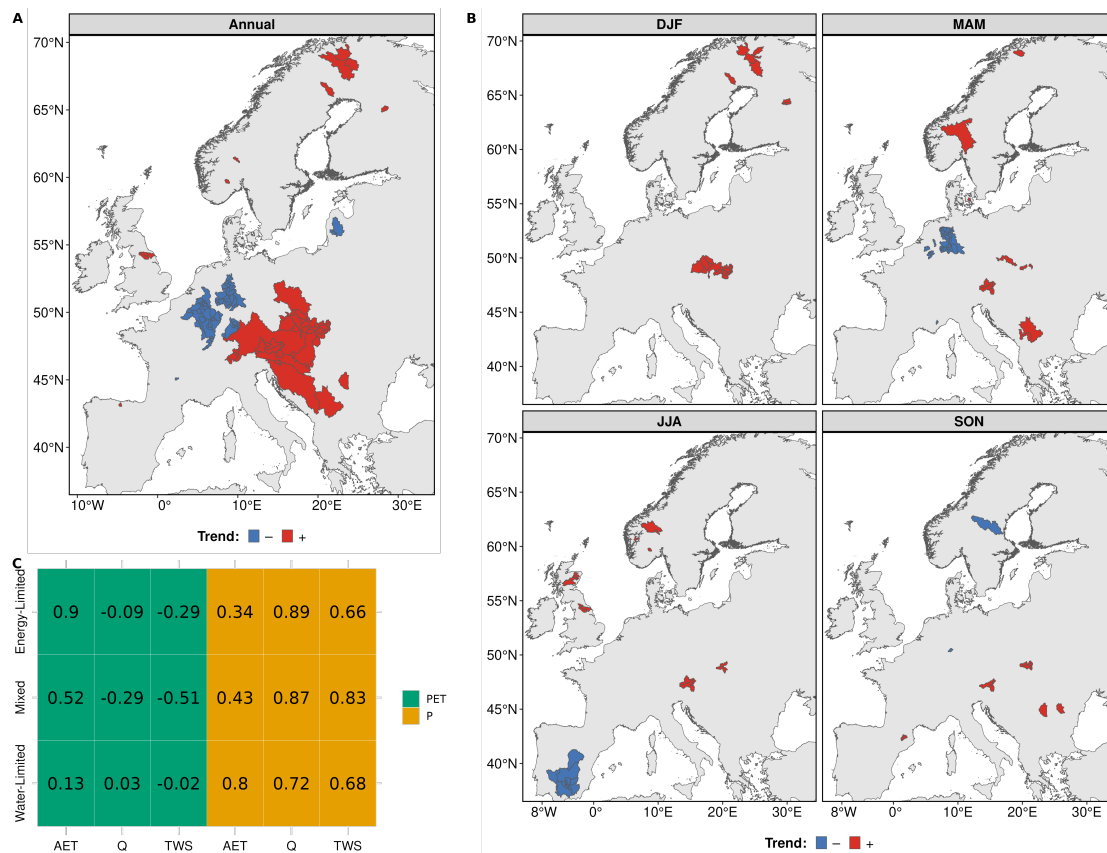 A
Annual
70°N
65°N
60°N
55°N
50°N
45°N
40°N
10°W 0° 10°E 20°E 30°E
Trend: − +
B
DJF MAM
70°N
65°N
60°N
55°N
50°N
45°N
40°N
JJA SON
70°N
65°N
60°N
55°N
50°N
45°N
40°N
8°W 0° 10°E 20°E 30°E 8°W 0° 10°E 20°E 30°E
Trend: − +
C
Energy-Limited 0.9 -0.09 -0.29 0.34 0.89 0.66
Mixed 0.52 -0.29 -0.51 0.43 0.87 0.83
Water-Limited 0.13 0.03 -0.02 0.8 0.72 0.68
AET Q TWS AET Q TWS
PET
P